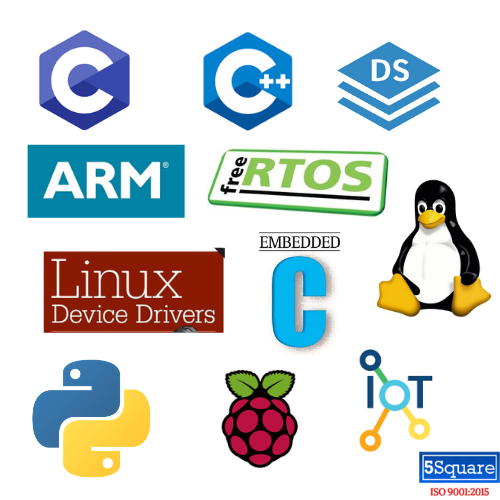 C
C++
DS
ARM®
free RTOS
EMBEDDED
C
Linux
Device Drivers
IoT
5Square
ISO 9001:2015